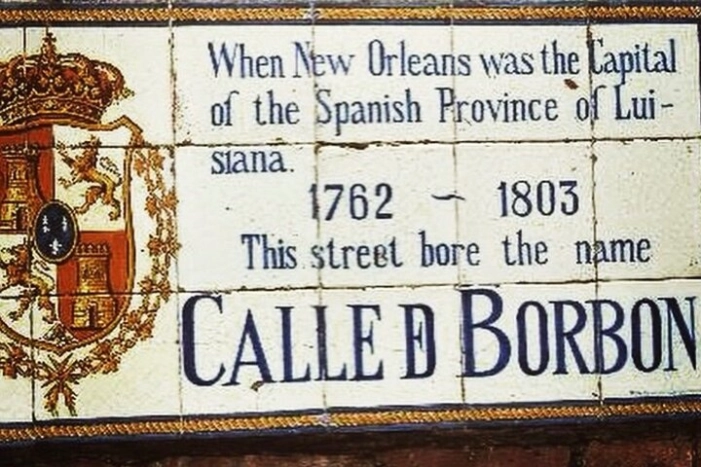 When New Orleans was the Capital
of the Spanish Province of Lui-
siana.
1762 ~ 1803
This street bore the name
CALLE D BORBON